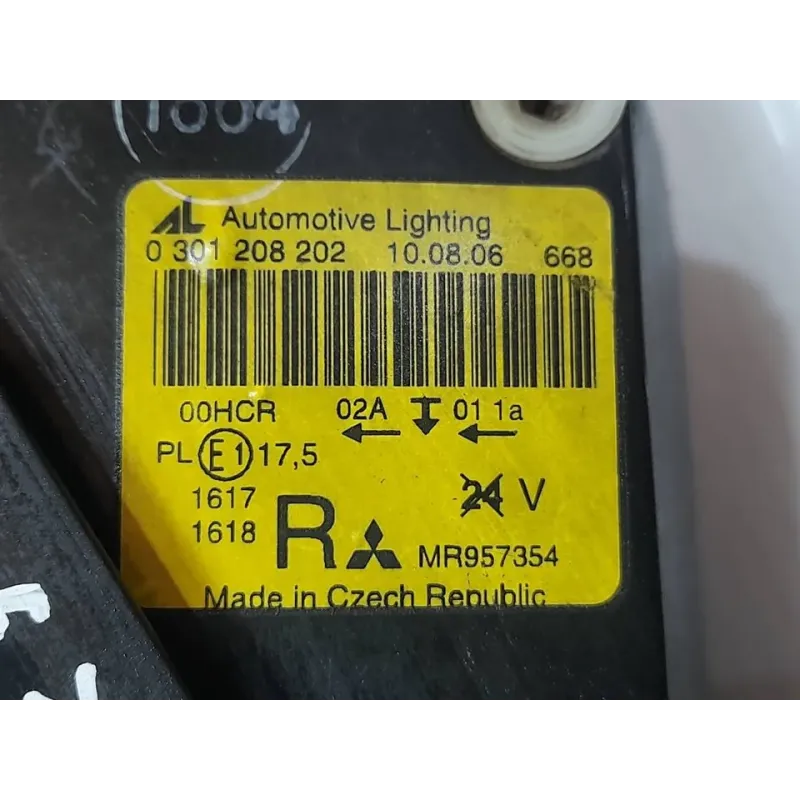 1004
AL Automotive Lighting
0 301 208 202 10.08.06 668
00HCR 02A 01 1a
PL E1 17,5
1617
1618
R
24 V
MR957354
Made in Czech Republic